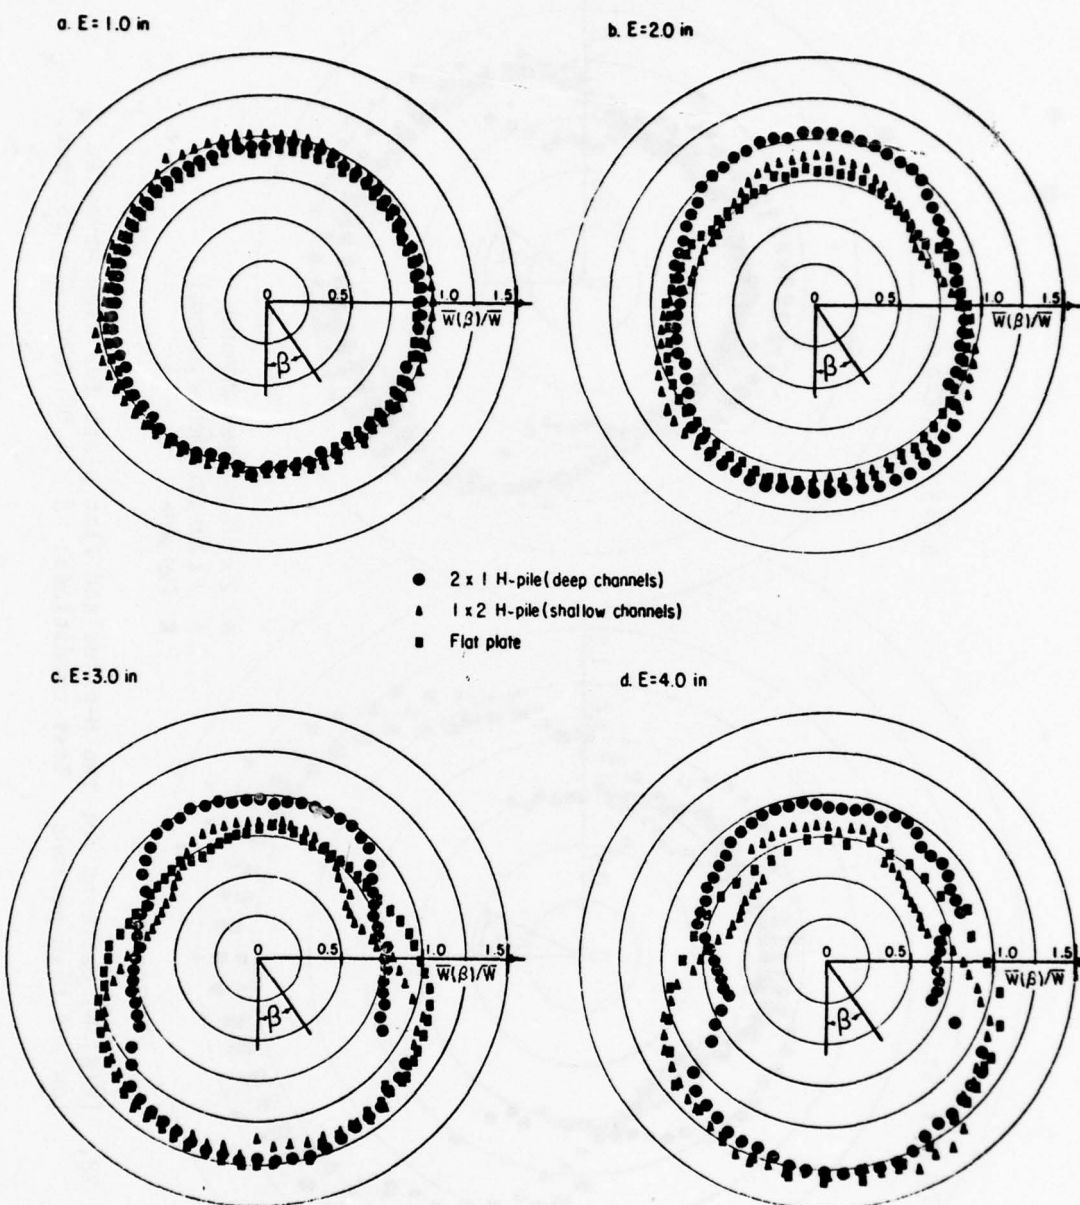 a. E=1.0 in
b. E=2.0 in
0 0.5 1.0 1.5
W̅(β)/W̅
β
0 0.5 1.0 1.5
W̅(β)/W̅
β
● 2 x 1 H-pile (deep channels)
▲ 1 x 2 H-pile (shallow channels)
■ Flat plate
c. E=3.0 in
d. E=4.0 in
0 0.5 1.0 1.5
W̅(β)/W̅
β
0 0.5 1.0 1.5
W̅(β)/W̅
β